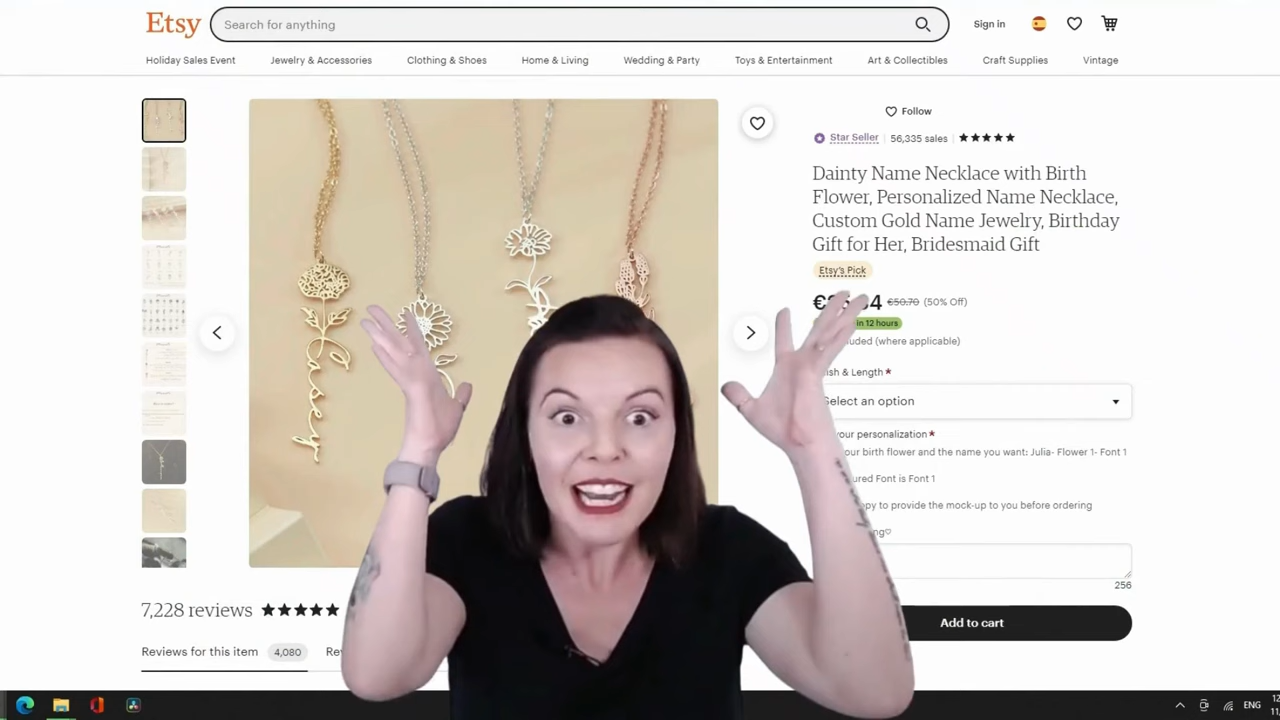 Etsy
Search for anything
Sign in
Holiday Sales Event
Jewelry & Accessories
Clothing & Shoes
Home & Living
Wedding & Party
Toys & Entertainment
Art & Collectibles
Craft Supplies
Vintage
Follow
Star Seller
56,335 sales
Dainty Name Necklace with Birth
Flower, Personalized Name Necklace,
Custom Gold Name Jewelry, Birthday
Gift for Her, Bridesmaid Gift
Etsy's Pick
€50.70 (50% Off)
in 12 hours
(where applicable)
& Length *
Select an option
your personalization *
your birth flower and the name you want: Julia- Flower 1- Font 1
Font is Font 1
to provide the mock-up to you before ordering
256
Add to cart
7,228 reviews
Reviews for this item 4,080
ENG